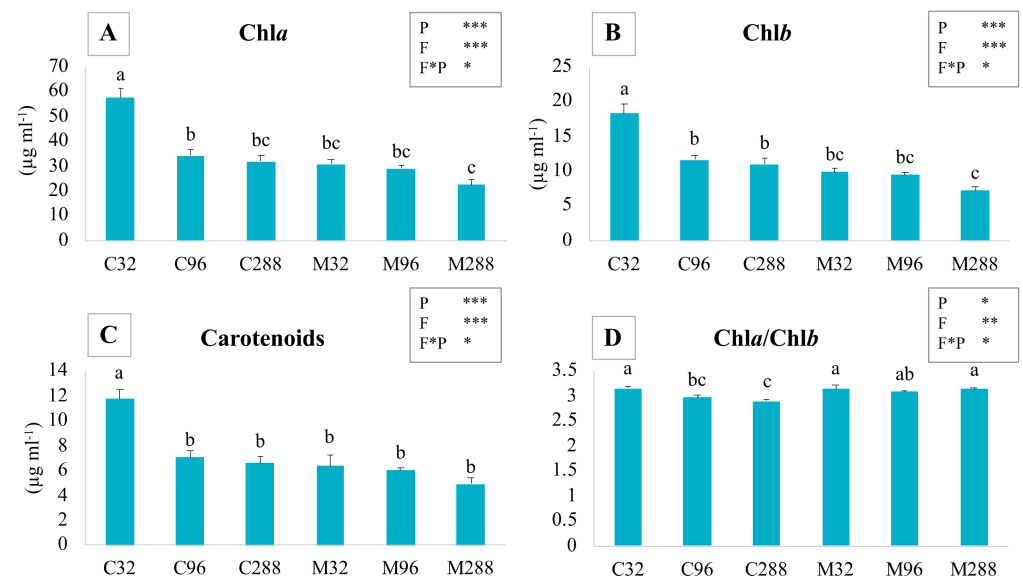 A
Chla
P ***
F ***
F*P *
(µg ml-1)
70
60
50
40
30
20
10
0
a
b
bc
bc
bc
c
C32 C96 C288 M32 M96 M288
B
Chlb
P ***
F ***
F*P *
(µg ml-1)
25
20
15
10
5
0
a
b
b
bc
bc
c
C32 C96 C288 M32 M96 M288
C
Carotenoids
P ***
F ***
F*P *
(µg ml-1)
14
12
10
8
6
4
2
0
a
b
b
b
b
b
C32 C96 C288 M32 M96 M288
D
Chla/Chlb
P *
F **
F*P *
3.5
3
2.5
2
1.5
1
0.5
0
a
bc
c
a
ab
a
C32 C96 C288 M32 M96 M288